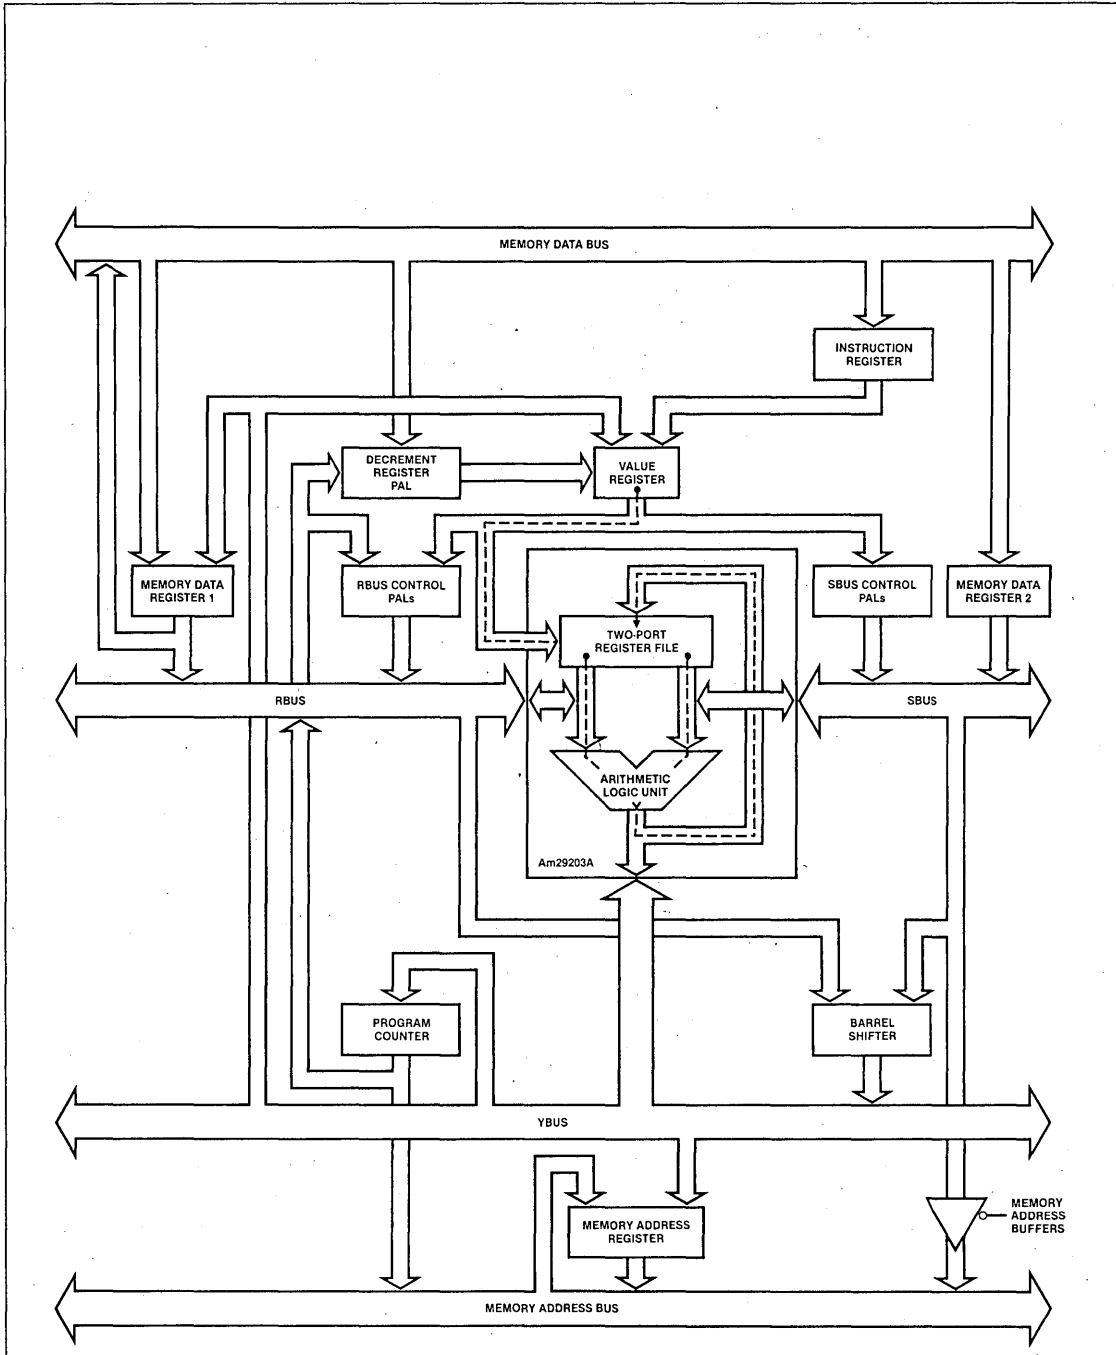 MEMORY DATA BUS
INSTRUCTION
REGISTER
DECREMENT
REGISTER
PAL
VALUE
REGISTER
MEMORY DATA
REGISTER 1
RBUS CONTROL
PALs
SBUS CONTROL
PALs
MEMORY DATA
REGISTER 2
TWO-PORT
REGISTER FILE
RBUS
SBUS
ARITHMETIC
LOGIC UNIT
Am29203A
PROGRAM
COUNTER
BARREL
SHIFTER
YBUS
MEMORY ADDRESS
REGISTER
MEMORY
ADDRESS
BUFFERS
MEMORY ADDRESS BUS